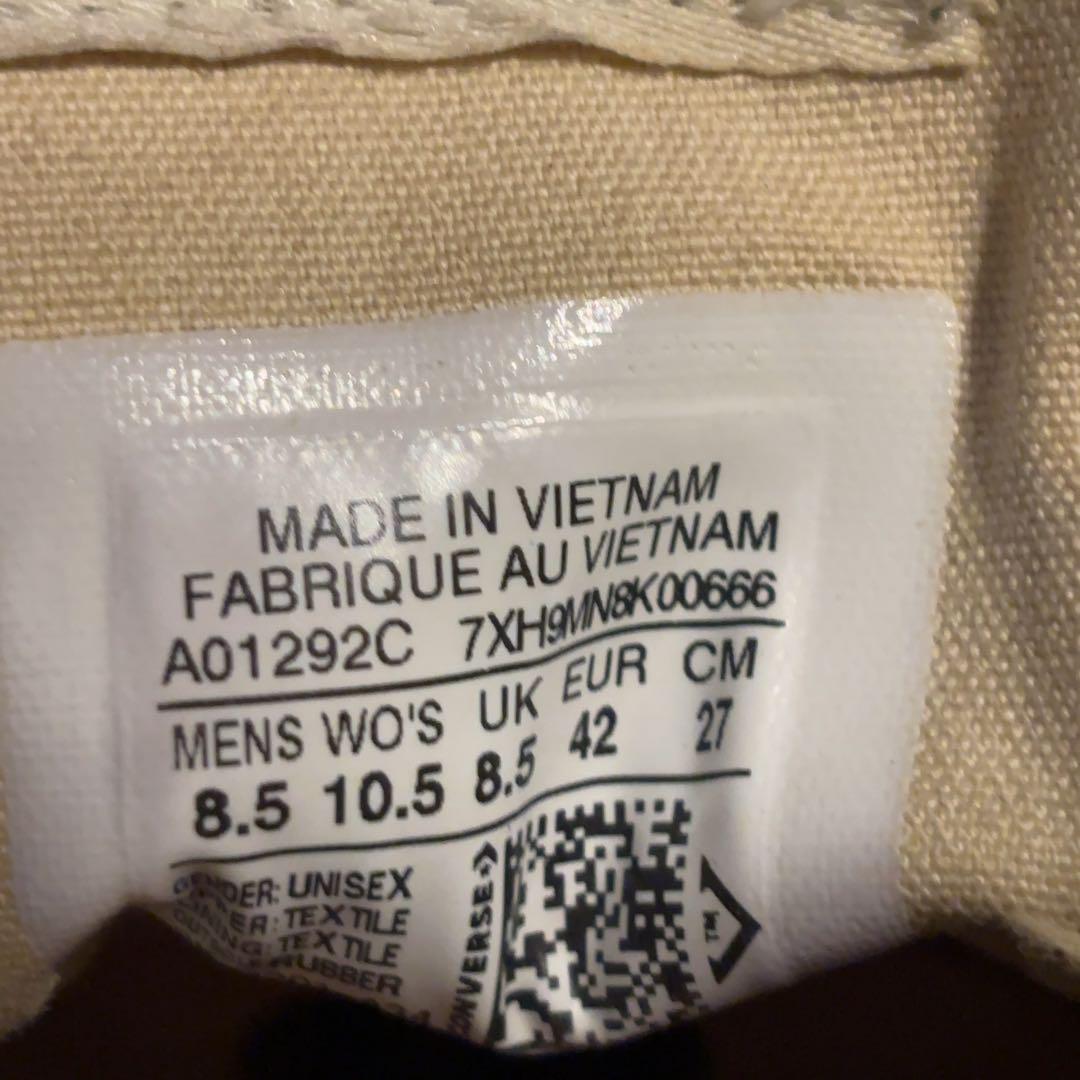 MADE IN VIETNAM
FABRIQUE AU VIETNAM
A01292C 7XH9MN8K00666
MENS WO'S UK EUR CM
8.5 10.5 8.5 42 27
GENDER: UNISEX
TEXTILE
TEXTILE
RUBBER
CONVERSE
TM